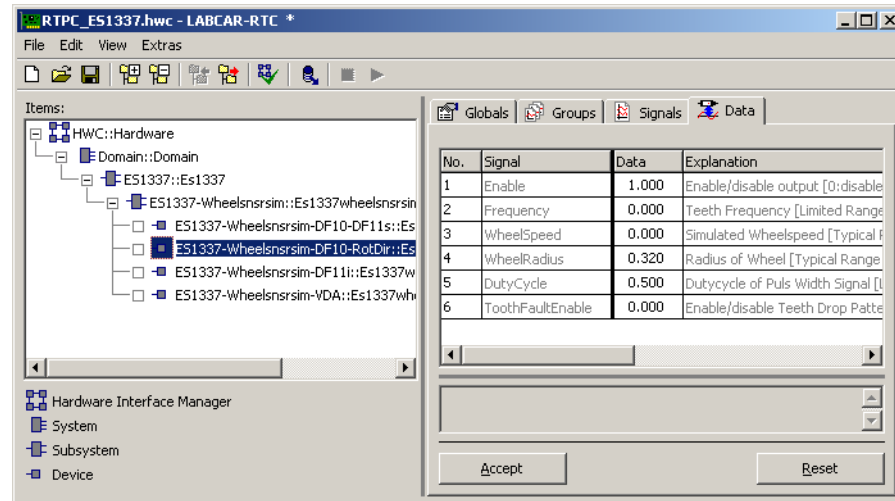 RTPC_ES1337.hwc - LABCAR-RTC *
File Edit View Extras
Items:
HWC::Hardware
Domain::Domain
ES1337::Es1337
ES1337-Wheelsnsrsim::Es1337wheelsnsrsin
ES1337-Wheelsnsrsim-DF10-DF11s::Es
ES1337-Wheelsnsrsim-DF10-RotDir::Es
ES1337-Wheelsnsrsim-DF11i::Es1337w
ES1337-Wheelsnsrsim-VDA::Es1337wh
Hardware Interface Manager
System
Subsystem
Device
Globals Groups Signals Data
No. Signal Data Explanation
1 Enable 1.000 Enable/disable output [0:disable
2 Frequency 0.000 Teeth Frequency [Limited Range
3 WheelSpeed 0.000 Simulated Wheelspeed [Typical
4 WheelRadius 0.320 Radius of Wheel [Typical Range
5 DutyCycle 0.500 Dutycycle of Puls Width Signal [L
6 ToothFaultEnable 0.000 Enable/disable Teeth Drop Patte
Accept Reset